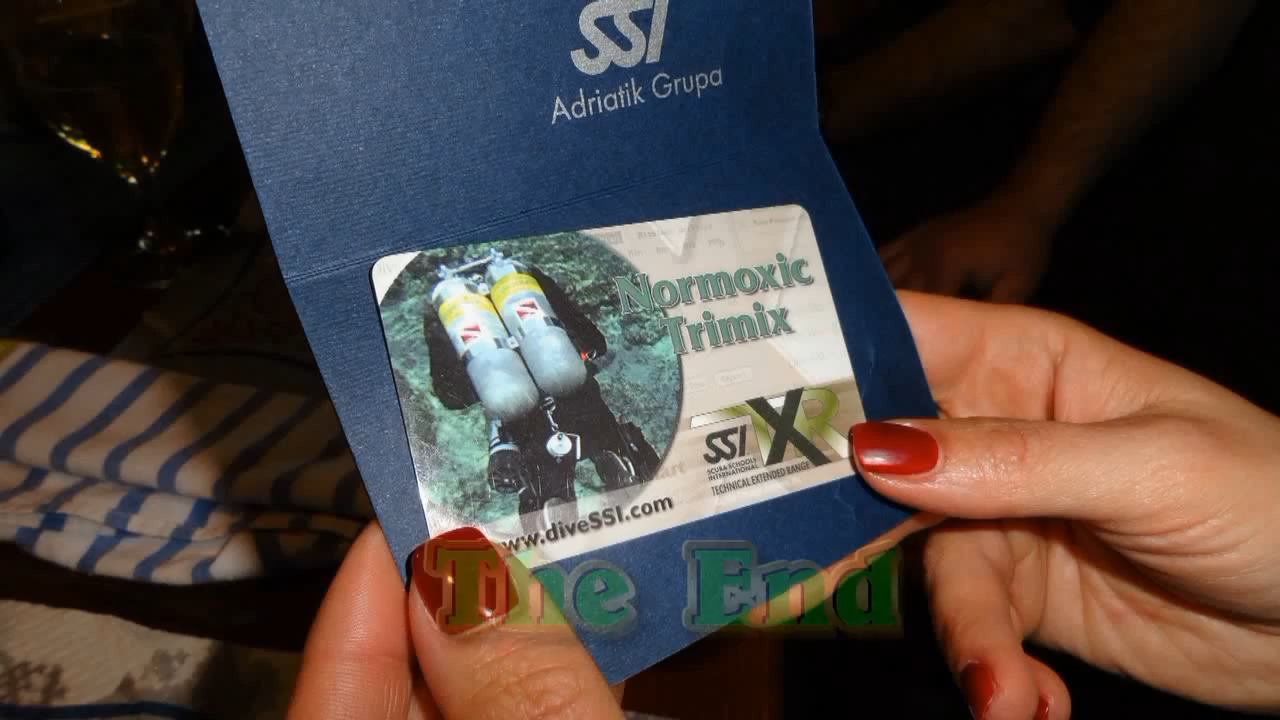 SSI
Adriatik Grupa
Normoxic
Trimix
SSI XR
SCUBA SCHOOLS
INTERNATIONAL
TECHNICAL EXTENDED RANGE
www.diveSSI.com
The End